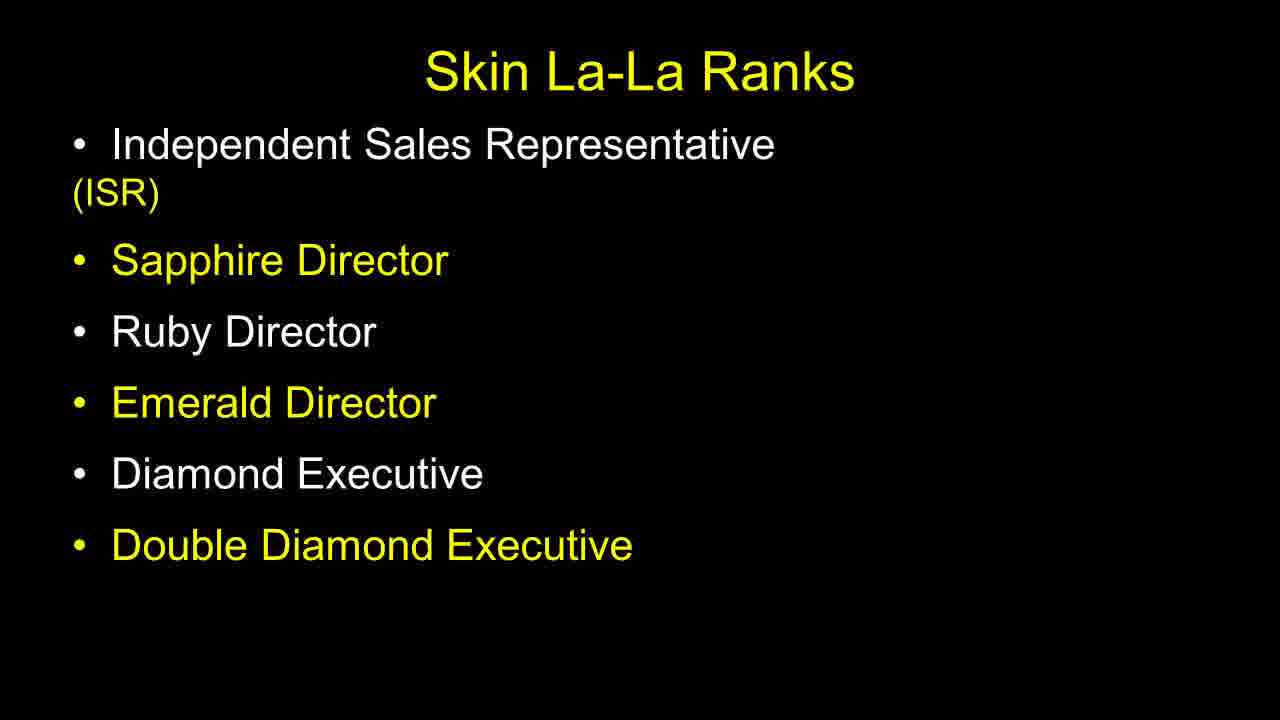 Skin La-La Ranks
• Independent Sales Representative
(ISR)
• Sapphire Director
• Ruby Director
• Emerald Director
• Diamond Executive
• Double Diamond Executive